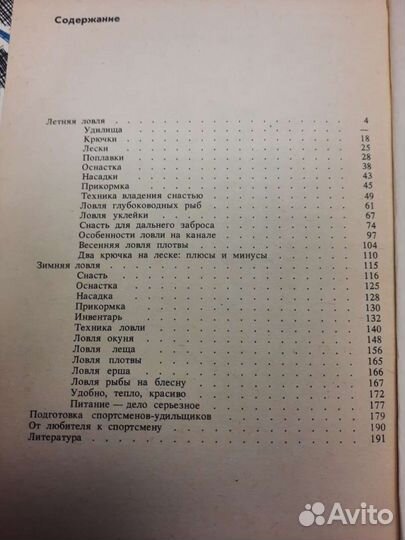 Содержание
Летняя ловля 4
Удилища —
Крючки 18
Лески 25
Поплавки 28
Оснастка 38
Насадки 43
Прикормка 45
Техника владения снастью 49
Ловля глубоководных рыб 61
Ловля уклейки 67
Снасть для дальнего заброса 74
Особенности ловли на канале 97
Весенняя ловля плотвы 104
Два крючка на леске: плюсы и минусы 110
Зимняя ловля 115
Снасть 116
Оснастка 125
Насадка 128
Прикормка 130
Инвентарь 132
Техника ловли 140
Ловля окуня 148
Ловля леща 156
Ловля плотвы 165
Ловля ерша 166
Ловля рыбы на блесну 167
Удобно, тепло, красиво 172
Питание — дело серьезное 177
Подготовка спортсменов-удильщиков 179
От любителя к спортсмену 190
Литература 191
Avito